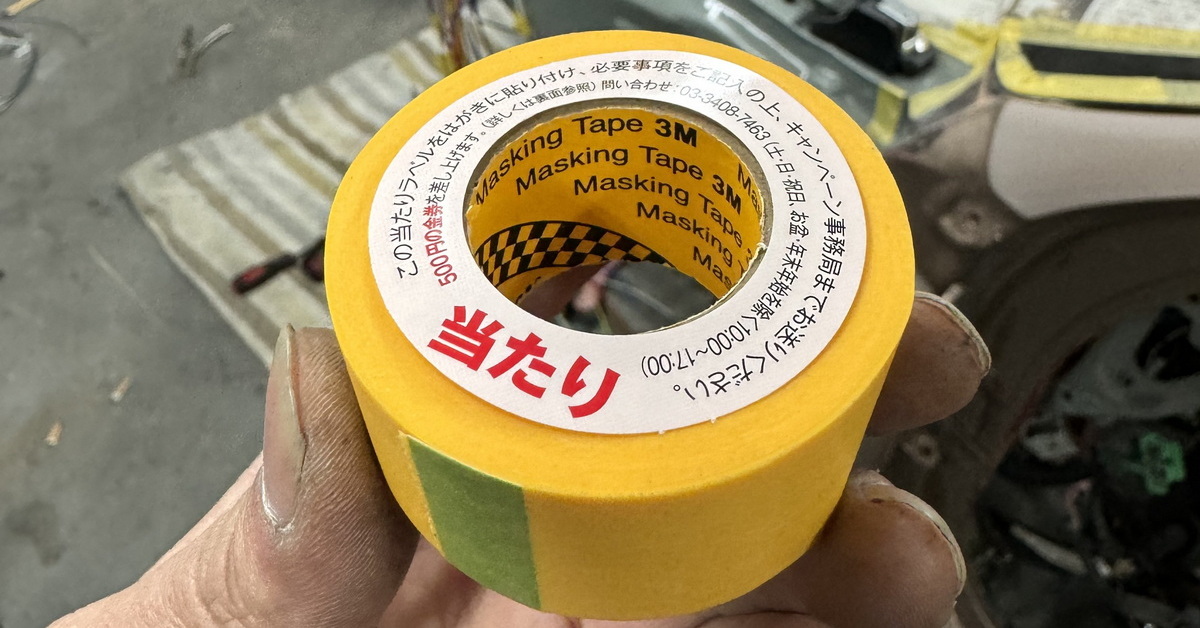 この当たりラベルをはがきに貼り付け、必要事項をご記入の上、キャンペーン事務局までお送りください。
500円の金券を差し上げます。(詳しくは裏面参照) 問い合わせ:03-3408-7463 (土・日・祝日、お盆・年末年始を除く10:00~17:00)
当たり
Masking Tape 3M
Masking Tape 3M
Masking Tape
Masking
Mas